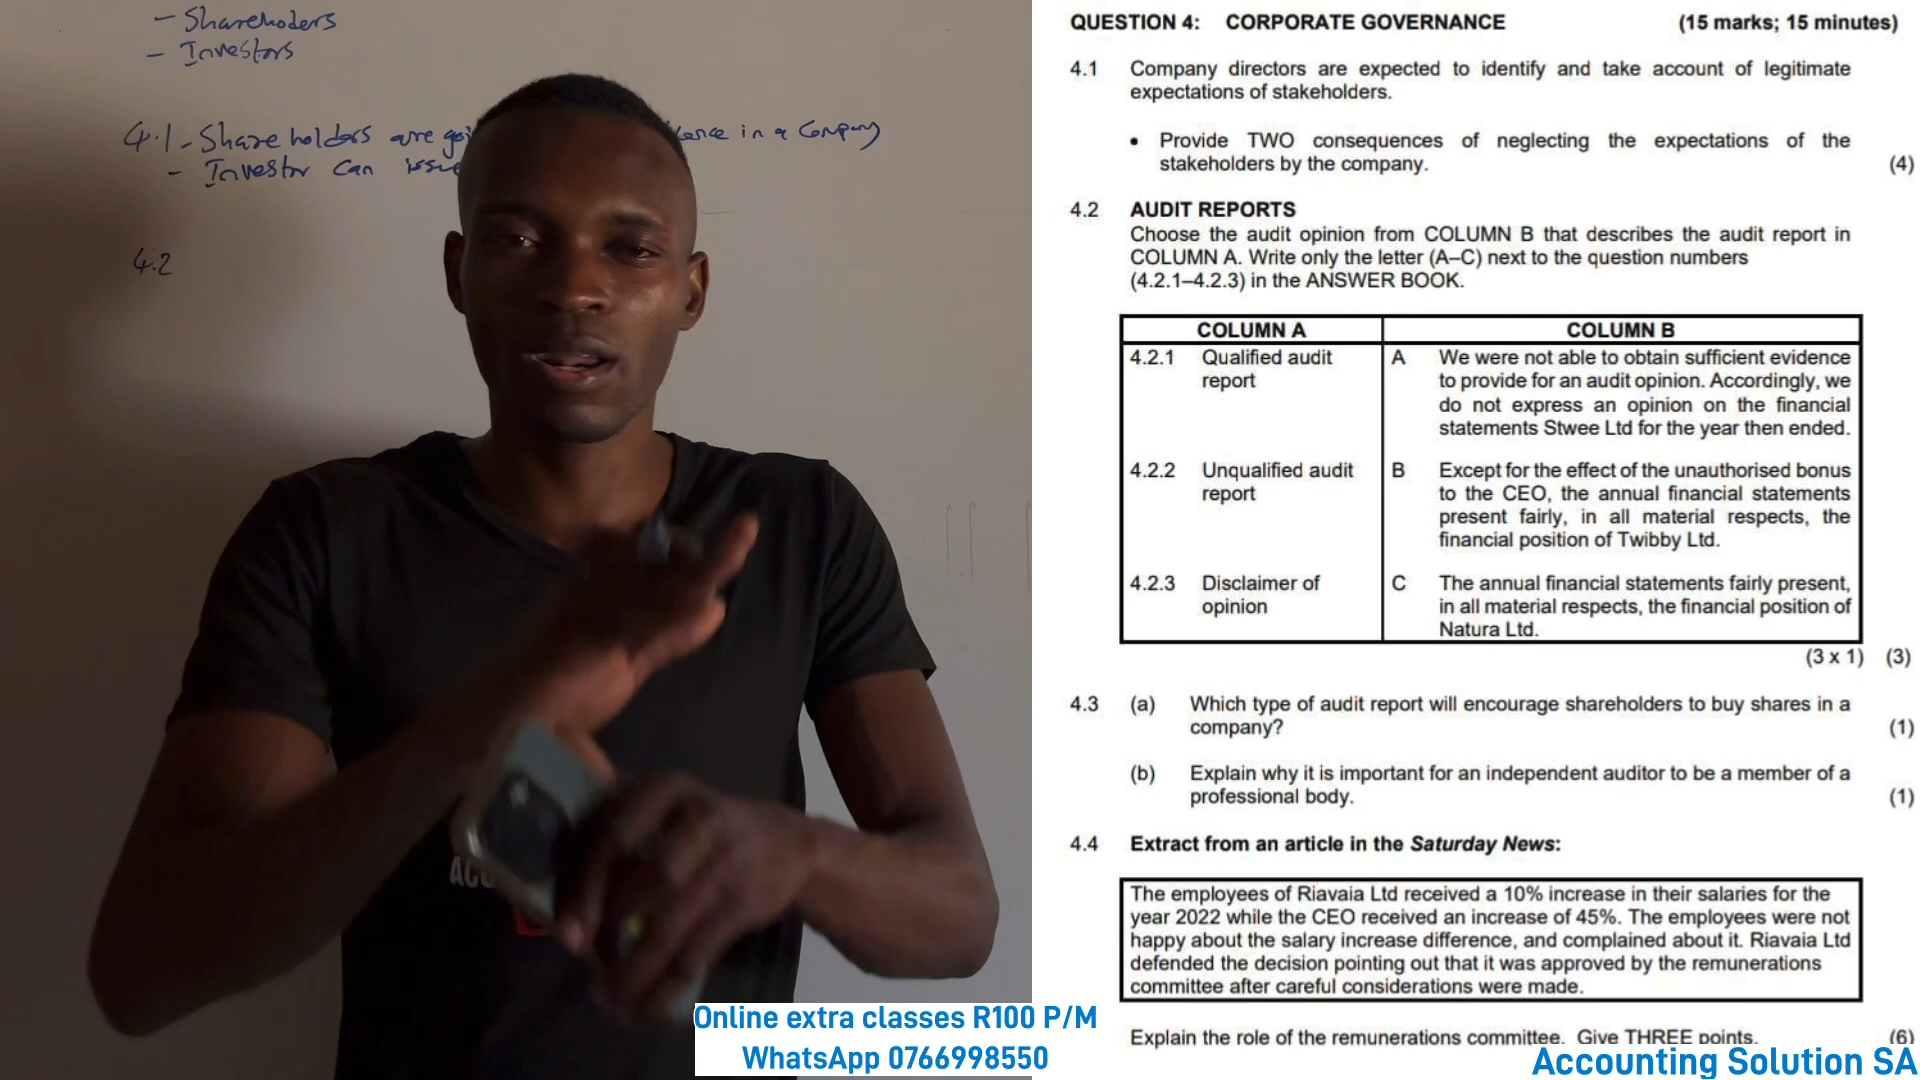 - Shareholders
- Investors
4.1 - Share holders are in a Company
- Investor can
4.2
QUESTION 4: CORPORATE GOVERNANCE (15 marks; 15 minutes)
4.1 Company directors are expected to identify and take account of legitimate
expectations of stakeholders.
• Provide TWO consequences of neglecting the expectations of the
stakeholders by the company. (4)
4.2 AUDIT REPORTS
Choose the audit opinion from COLUMN B that describes the audit report in
COLUMN A. Write only the letter (A–C) next to the question numbers
(4.2.1–4.2.3) in the ANSWER BOOK.
COLUMN A COLUMN B
4.2.1 Qualified audit
report
A We were not able to obtain sufficient evidence
to provide for an audit opinion. Accordingly, we
do not express an opinion on the financial
statements Stwee Ltd for the year then ended.
4.2.2 Unqualified audit
report
B Except for the effect of the unauthorised bonus
to the CEO, the annual financial statements
present fairly, in all material respects, the
financial position of Twibby Ltd.
4.2.3 Disclaimer of
opinion
C The annual financial statements fairly present,
in all material respects, the financial position of
Natura Ltd.
(3 x 1) (3)
4.3 (a) Which type of audit report will encourage shareholders to buy shares in a
company? (1)
(b) Explain why it is important for an independent auditor to be a member of a
professional body. (1)
4.4 Extract from an article in the Saturday News:
The employees of Riavaia Ltd received a 10% increase in their salaries for the
year 2022 while the CEO received an increase of 45%. The employees were not
happy about the salary increase difference, and complained about it. Riavaia Ltd
defended the decision pointing out that it was approved by the remunerations
committee after careful considerations were made.
Explain the role of the remunerations committee. Give THREE points. (6)
Online extra classes R100 P/M
WhatsApp 0766998550
Accounting Solution SA